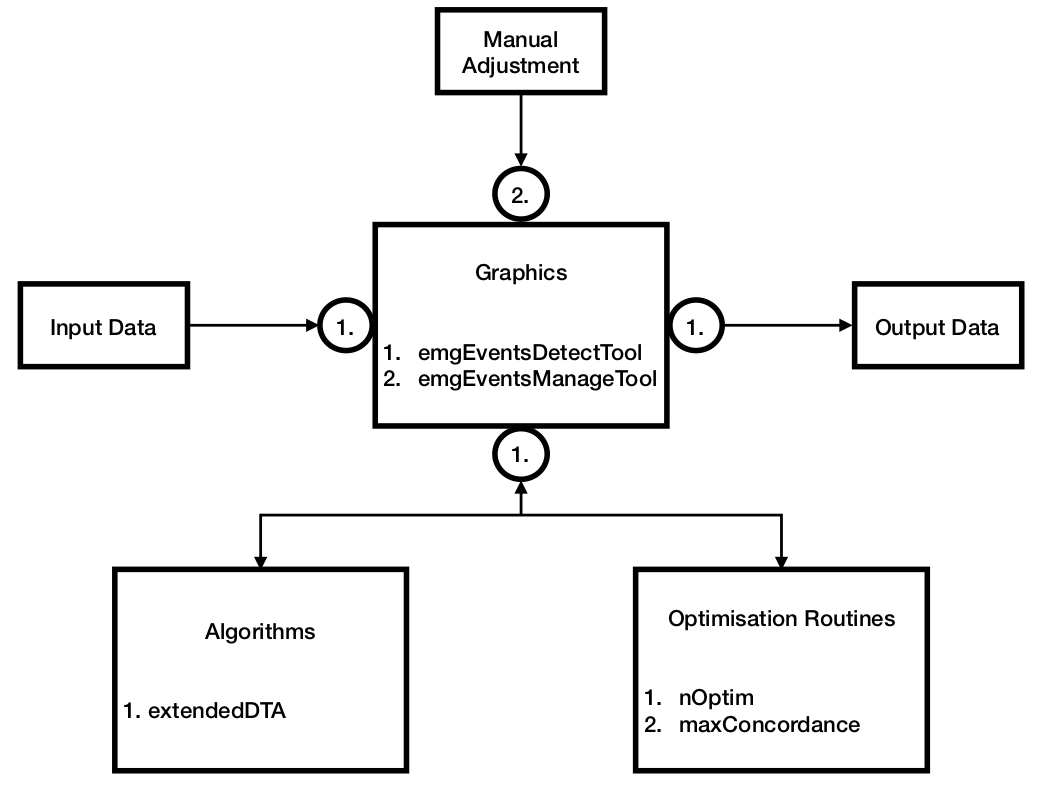 Manual
Adjustment
2.
Graphics
Input Data
1.
1.
Output Data
1. emgEventsDetectTool
2. emgEventsManageTool
1.
Algorithms
Optimisation Routines
1. extendedDTA
1. nOptim
2. maxConcordance